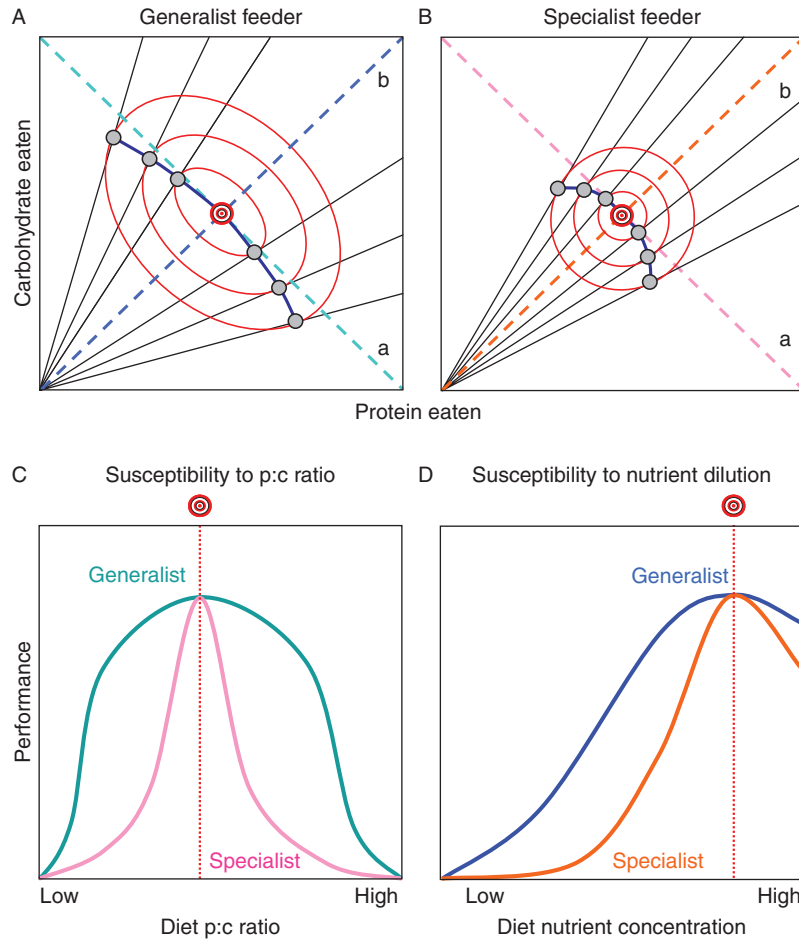 A
Generalist feeder
B
Specialist feeder
b
b
Carbohydrate eaten
a
a
Protein eaten
C
Susceptibility to p:c ratio
D
Susceptibility to nutrient dilution
Generalist
Generalist
Performance
Specialist
Specialist
Low
High
Low
High
Diet p:c ratio
Diet nutrient concentration